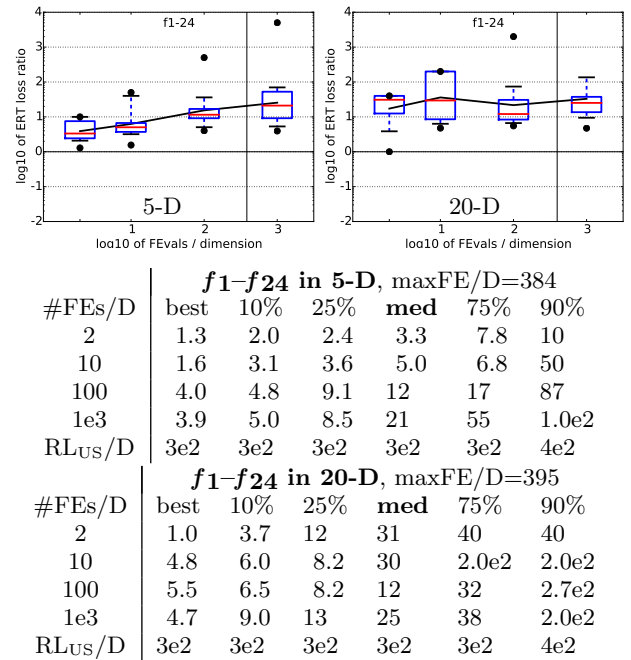 f1-24
4
3
2
1
0
-1
-2
log10 of ERT loss ratio
1
2
3
log10 of FEvals / dimension
5-D
f1-24
4
3
2
1
0
-1
-2
log10 of ERT loss ratio
1
2
3
log10 of FEvals / dimension
20-D
f1–f24 in 5-D, maxFE/D=384
#FEs/D best 10% 25% med 75% 90%
2 1.3 2.0 2.4 3.3 7.8 10
10 1.6 3.1 3.6 5.0 6.8 50
100 4.0 4.8 9.1 12 17 87
1e3 3.9 5.0 8.5 21 55 1.0e2
RLUS/D 3e2 3e2 3e2 3e2 3e2 4e2
f1–f24 in 20-D, maxFE/D=395
#FEs/D best 10% 25% med 75% 90%
2 1.0 3.7 12 31 40 40
10 4.8 6.0 8.2 30 2.0e2 2.0e2
100 5.5 6.5 8.2 12 32 2.7e2
1e3 4.7 9.0 13 25 38 2.0e2
RLUS/D 3e2 3e2 3e2 3e2 3e2 4e2